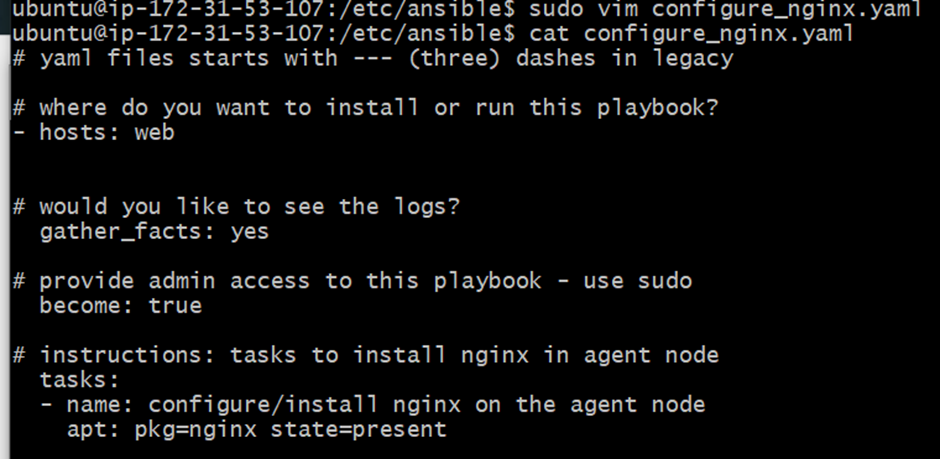 ubuntu@ip-172-31-53-107:/etc/ansible$ sudo vim configure_nginx.yaml
ubuntu@ip-172-31-53-107:/etc/ansible$ cat configure_nginx.yaml
# yaml files starts with --- (three) dashes in legacy
# where do you want to install or run this playbook?
- hosts: web
# would you like to see the logs?
  gather_facts: yes
# provide admin access to this playbook - use sudo
  become: true
# instructions: tasks to install nginx in agent node
  tasks:
  - name: configure/install nginx on the agent node
    apt: pkg=nginx state=present